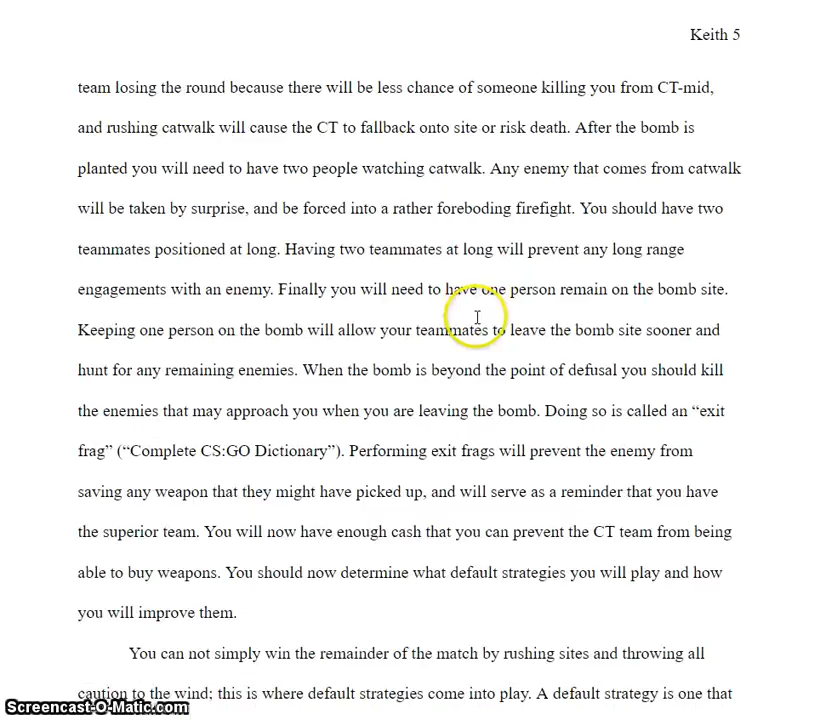 Keith 5
team losing the round because there will be less chance of someone killing you from CT-mid,
and rushing catwalk will cause the CT to fallback onto site or risk death. After the bomb is
planted you will need to have two people watching catwalk. Any enemy that comes from catwalk
will be taken by surprise, and be forced into a rather foreboding firefight. You should have two
teammates positioned at long. Having two teammates at long will prevent any long range
engagements with an enemy. Finally you will need to have one person remain on the bomb site.
Keeping one person on the bomb will allow your teammates to leave the bomb site sooner and
hunt for any remaining enemies. When the bomb is beyond the point of defusal you should kill
the enemies that may approach you when you are leaving the bomb. Doing so is called an “exit
frag” (“Complete CS:GO Dictionary”). Performing exit frags will prevent the enemy from
saving any weapon that they might have picked up, and will serve as a reminder that you have
the superior team. You will now have enough cash that you can prevent the CT team from being
able to buy weapons. You should now determine what default strategies you will play and how
you will improve them.
You can not simply win the remainder of the match by rushing sites and throwing all
caution to the wind; this is where default strategies come into play. A default strategy is one that
Screencast-O-Matic.com